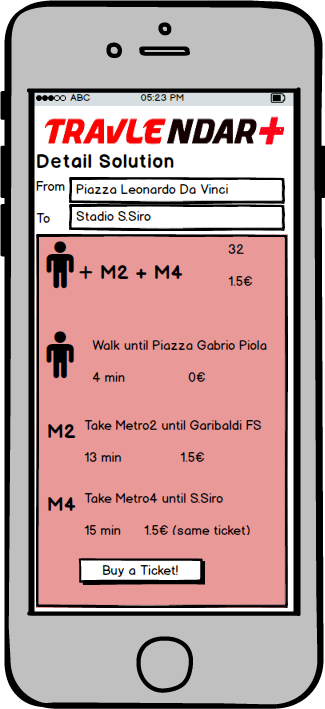 ABC 05:23 PM
TRAVLENDAR+
Detail Solution
From Piazza Leonardo Da Vinci
To Stadio S.Siro
+ M2 + M4
32
1.5€
Walk until Piazza Gabrio Piola
4 min 0€
M2 Take Metro2 until Garibaldi FS
13 min 1.5€
M4 Take Metro4 until S.Siro
15 min 1.5€ (same ticket)
Buy a Ticket!